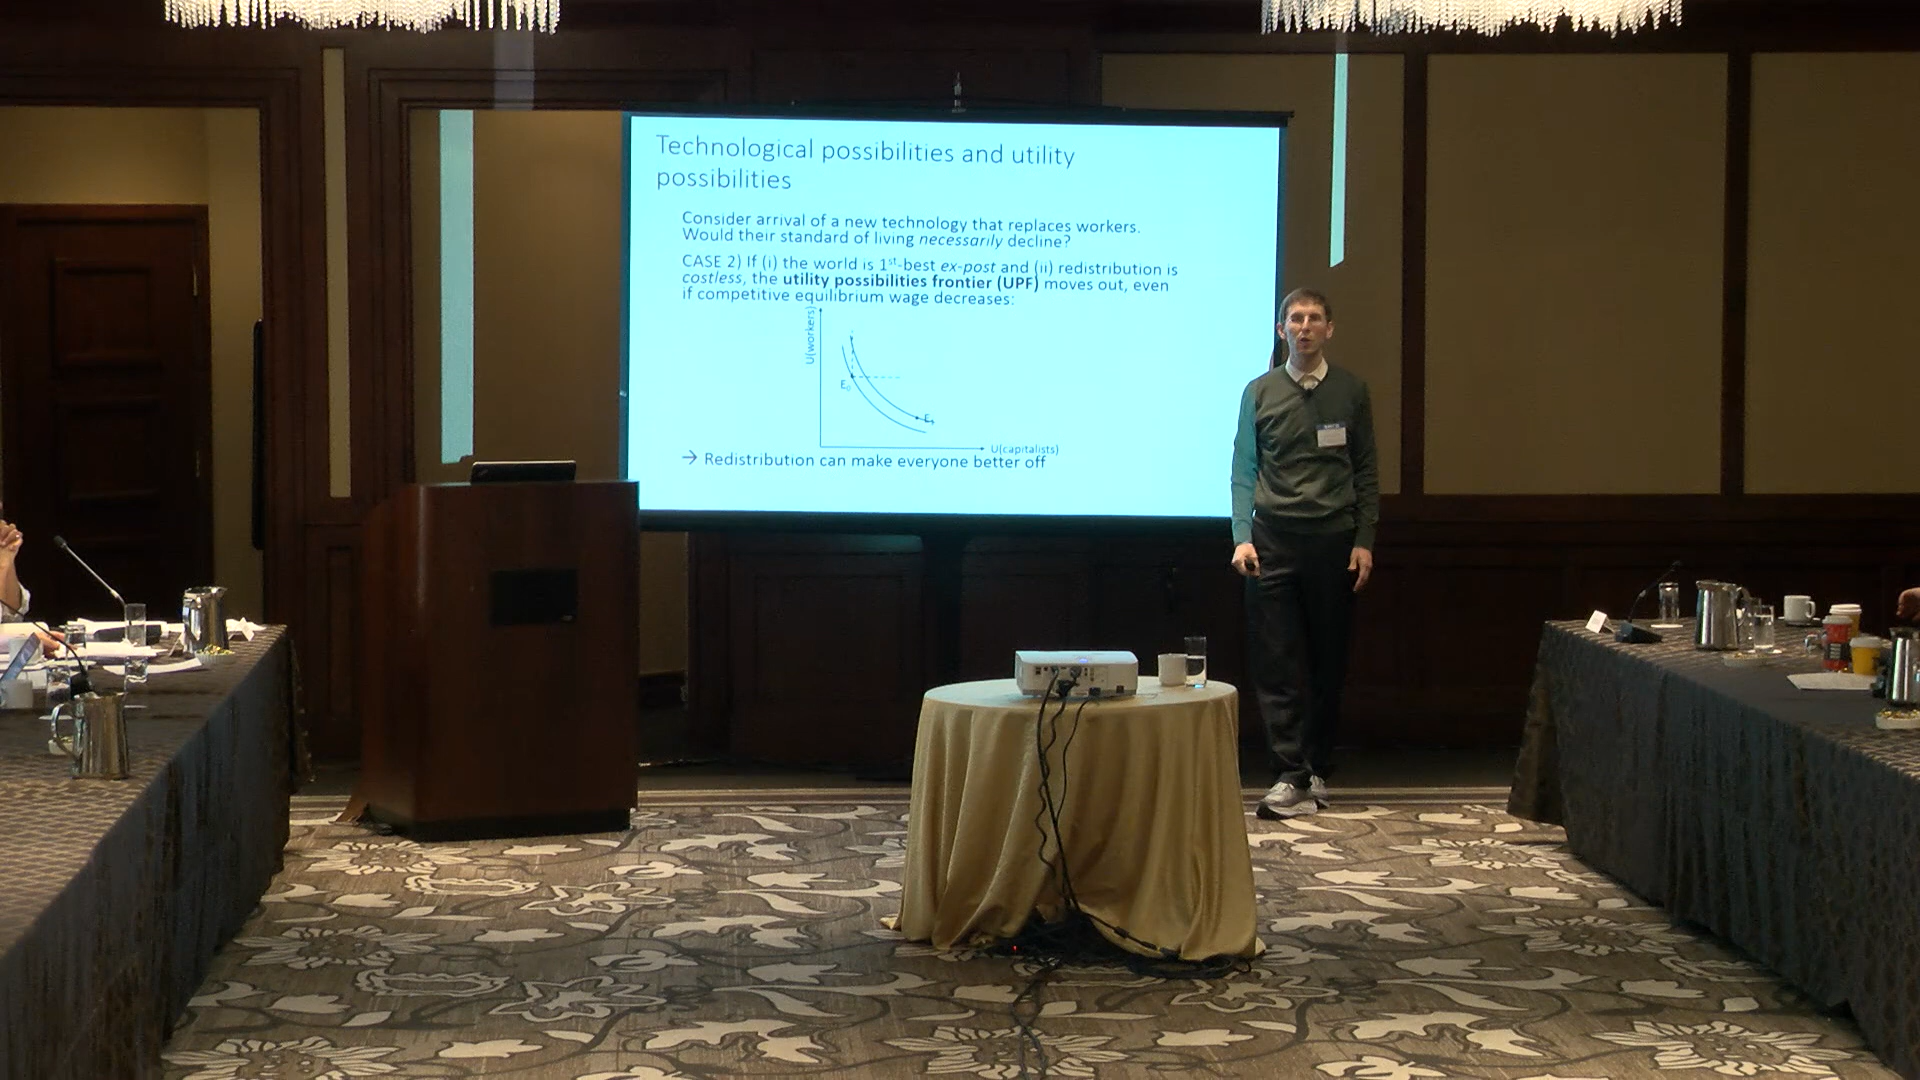 Technological possibilities and utility
possibilities
Consider arrival of a new technology that replaces workers.
Would their standard of living necessarily decline?
CASE 2) If (i) the world is 1st-best ex-post and (ii) redistribution is
costless, the utility possibilities frontier (UPF) moves out, even
if competitive equilibrium wage decreases:
U(workers)
E₀
E₁
U(capitalists)
→ Redistribution can make everyone better off